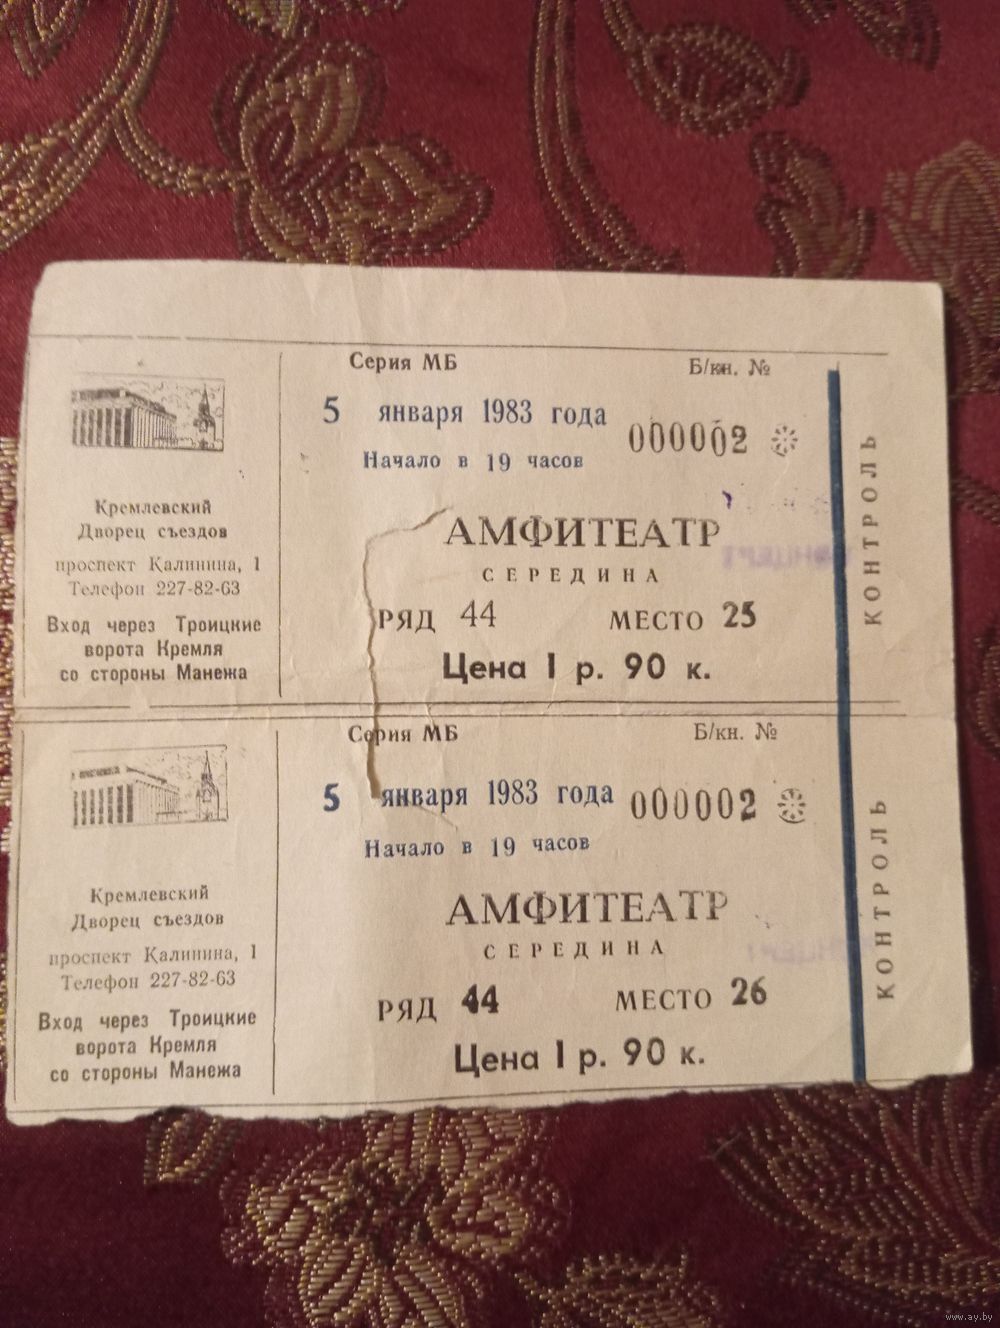 Серия МБ
Б/кн. №
5 января 1983 года
000002
Начало в 19 часов
Кремлевский
Дворец съездов
проспект Калинина, 1
Телефон 227-82-63
Вход через Троицкие
ворота Кремля
со стороны Манежа
АМФИТЕАТР
СЕРЕДИНА
РЯД 44 МЕСТО 25
Цена 1 р. 90 к.
КОНТРОЛЬ
Серия МБ
Б/кн. №
5 января 1983 года
000002
Начало в 19 часов
Кремлевский
Дворец съездов
проспект Калинина, 1
Телефон 227-82-63
Вход через Троицкие
ворота Кремля
со стороны Манежа
АМФИТЕАТР
СЕРЕДИНА
РЯД 44 МЕСТО 26
Цена 1 р. 90 к.
КОНТРОЛЬ
www.ay.by